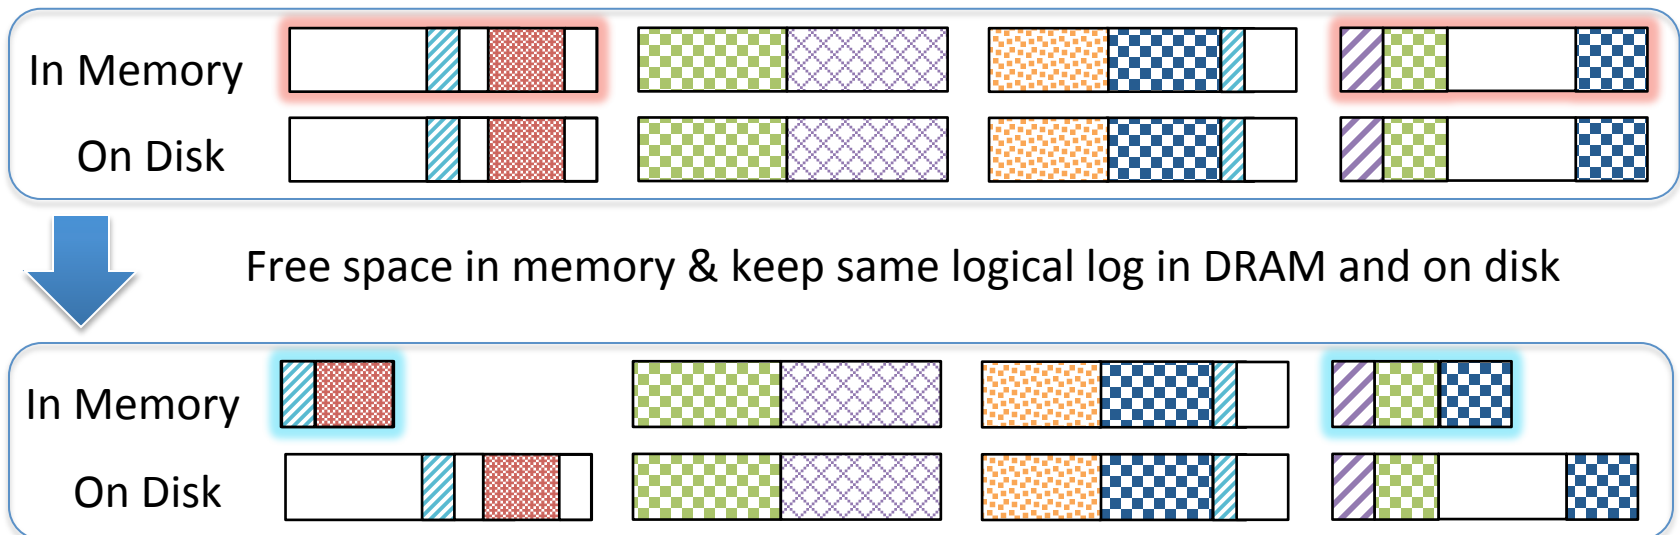 In Memory
On Disk
Free space in memory & keep same logical log in DRAM and on disk
In Memory
On Disk